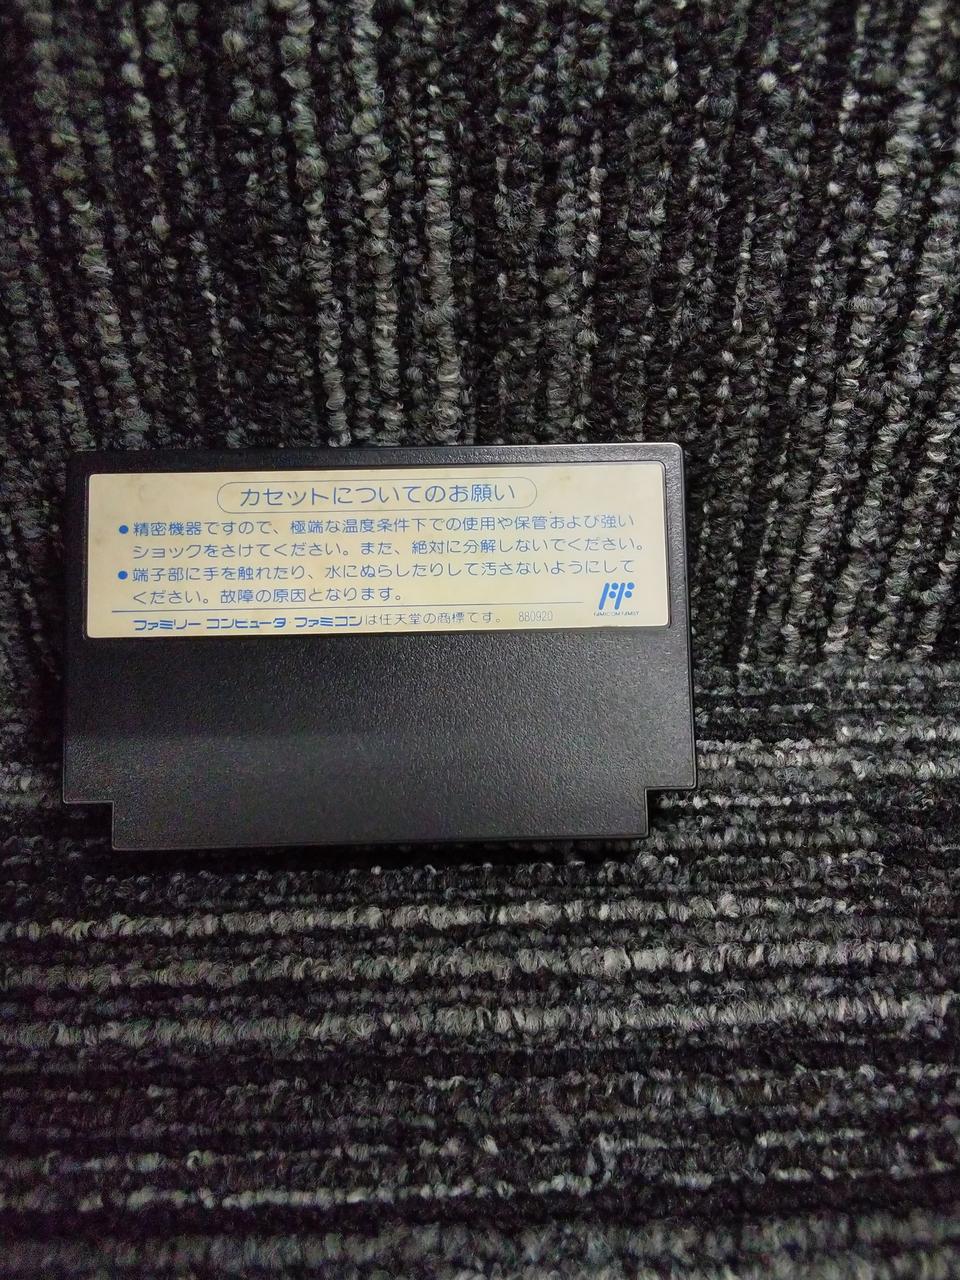 カセットについてのお願い
●精密機器ですので、極端な温度条件下での使用や保管および強い
ショックをさけてください。また、絶対に分解しないでください。
●端子部に手を触れたり、水にぬらしたりして汚さないようにして
ください。故障の原因となります。
FF
FAMICOM FAMILY
ファミリー コンピュータ・ファミコンは任天堂の商標です。 880920